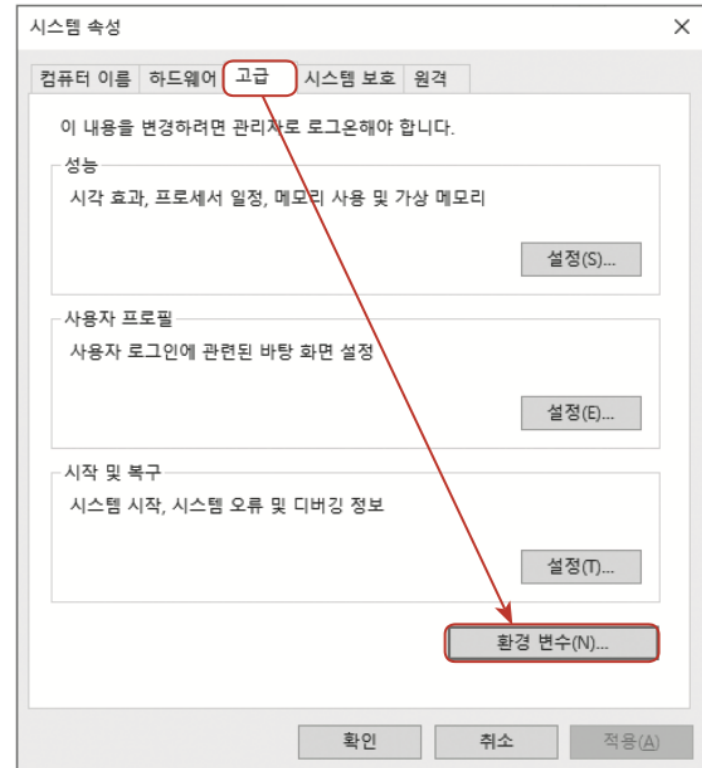 시스템 속성
컴퓨터 이름 하드웨어 고급 시스템 보호 원격
이 내용을 변경하려면 관리자로 로그온해야 합니다.
성능
시각 효과, 프로세서 일정, 메모리 사용 및 가상 메모리
설정(S)...
사용자 프로필
사용자 로그인에 관련된 바탕 화면 설정
설정(E)...
시작 및 복구
시스템 시작, 시스템 오류 및 디버깅 정보
설정(T)...
환경 변수(N)...
확인 취소 적용(A)